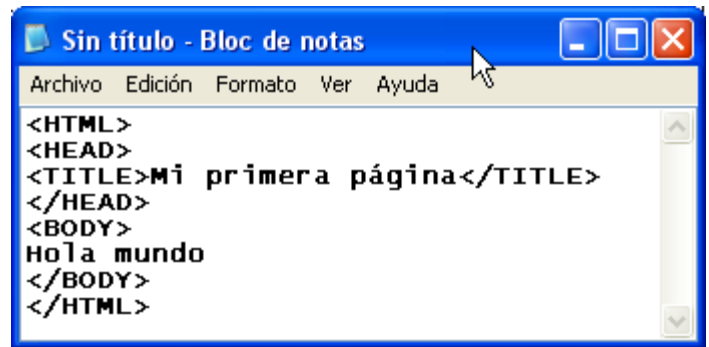 Sin título - Bloc de notas
Archivo Edición Formato Ver Ayuda
<HTML>
<HEAD>
<TITLE>Mi primera página</TITLE>
</HEAD>
<BODY>
Hola mundo
</BODY>
</HTML>